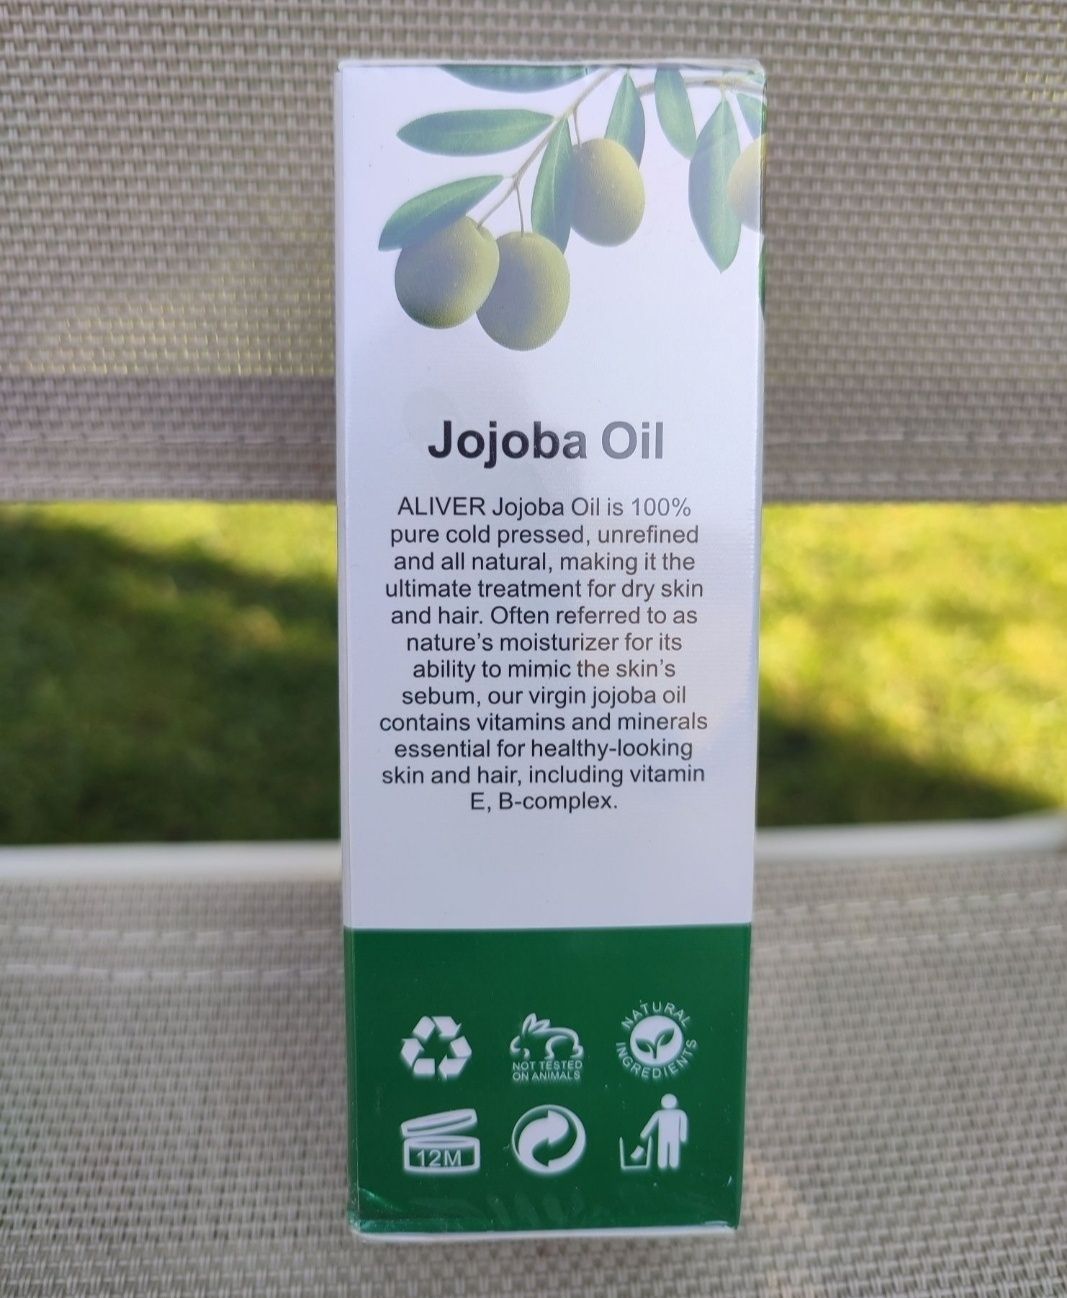 Jojoba Oil
ALIVER Jojoba Oil is 100%
pure cold pressed, unrefined
and all natural, making it the
ultimate treatment for dry skin
and hair. Often referred to as
nature's moisturizer for its
ability to mimic the skin's
sebum, our virgin jojoba oil
contains vitamins and minerals
essential for healthy-looking
skin and hair, including vitamin
E, B-complex.
NOT TESTED
ON ANIMALS
NATURAL
INGREDIENTS
12M